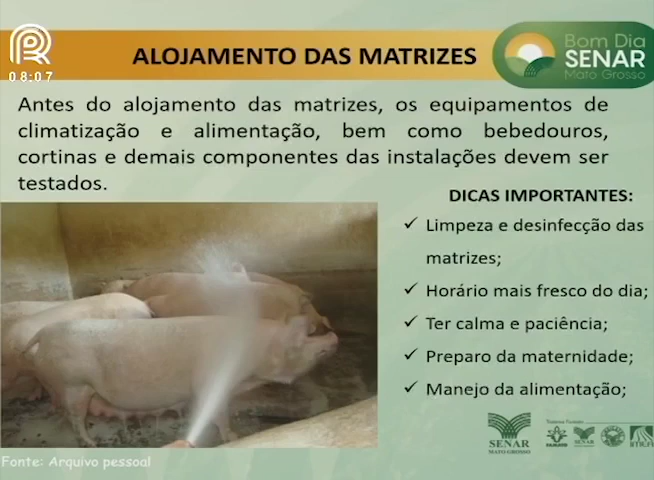 ALOJAMENTO DAS MATRIZES
Bom Dia
SENAR
Mato Grosso
08:07
Antes do alojamento das matrizes, os equipamentos de
climatização e alimentação, bem como bebedouros,
cortinas e demais componentes das instalações devem ser
testados.
DICAS IMPORTANTES:
✓ Limpeza e desinfecção das
matrizes;
✓ Horário mais fresco do dia;
✓ Ter calma e paciência;
✓ Preparo da maternidade;
✓ Manejo da alimentação;
SENAR
MATO GROSSO
Fonte: Arquivo pessoal